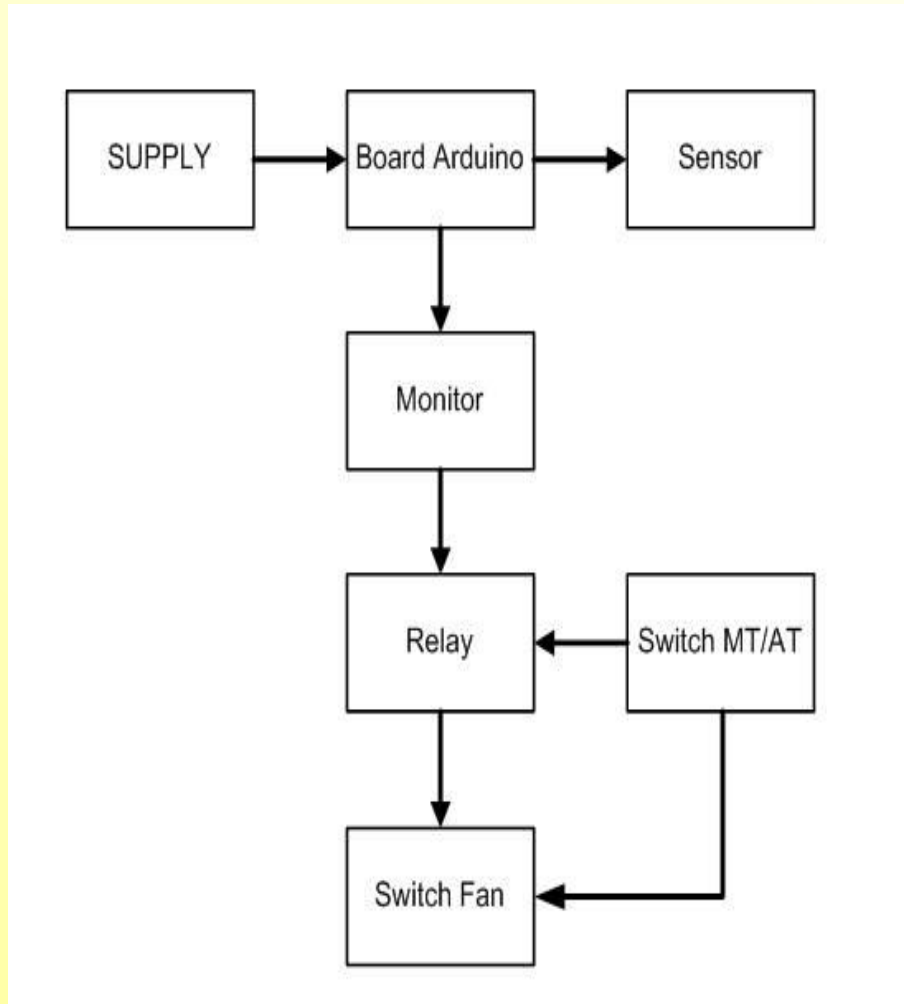 SUPPLY
Board Arduino
Sensor
Monitor
Relay
Switch MT/AT
Switch Fan